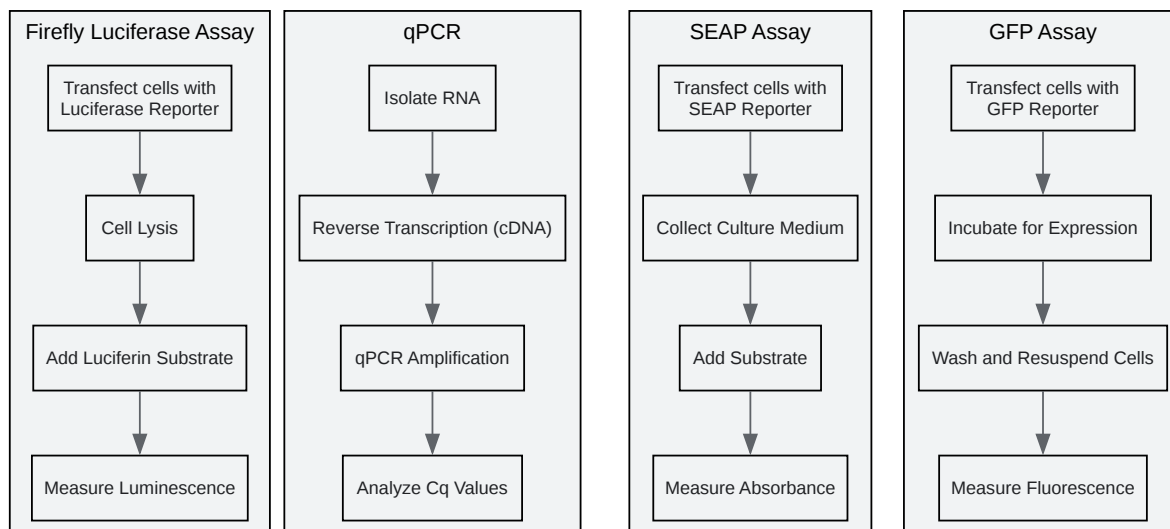 Firefly Luciferase Assay
Transfect cells with
Luciferase Reporter
Cell Lysis
Add Luciferin Substrate
Measure Luminescence
qPCR
Isolate RNA
Reverse Transcription (cDNA)
qPCR Amplification
Analyze Cq Values
SEAP Assay
Transfect cells with
SEAP Reporter
Collect Culture Medium
Add Substrate
Measure Absorbance
GFP Assay
Transfect cells with
GFP Reporter
Incubate for Expression
Wash and Resuspend Cells
Measure Fluorescence